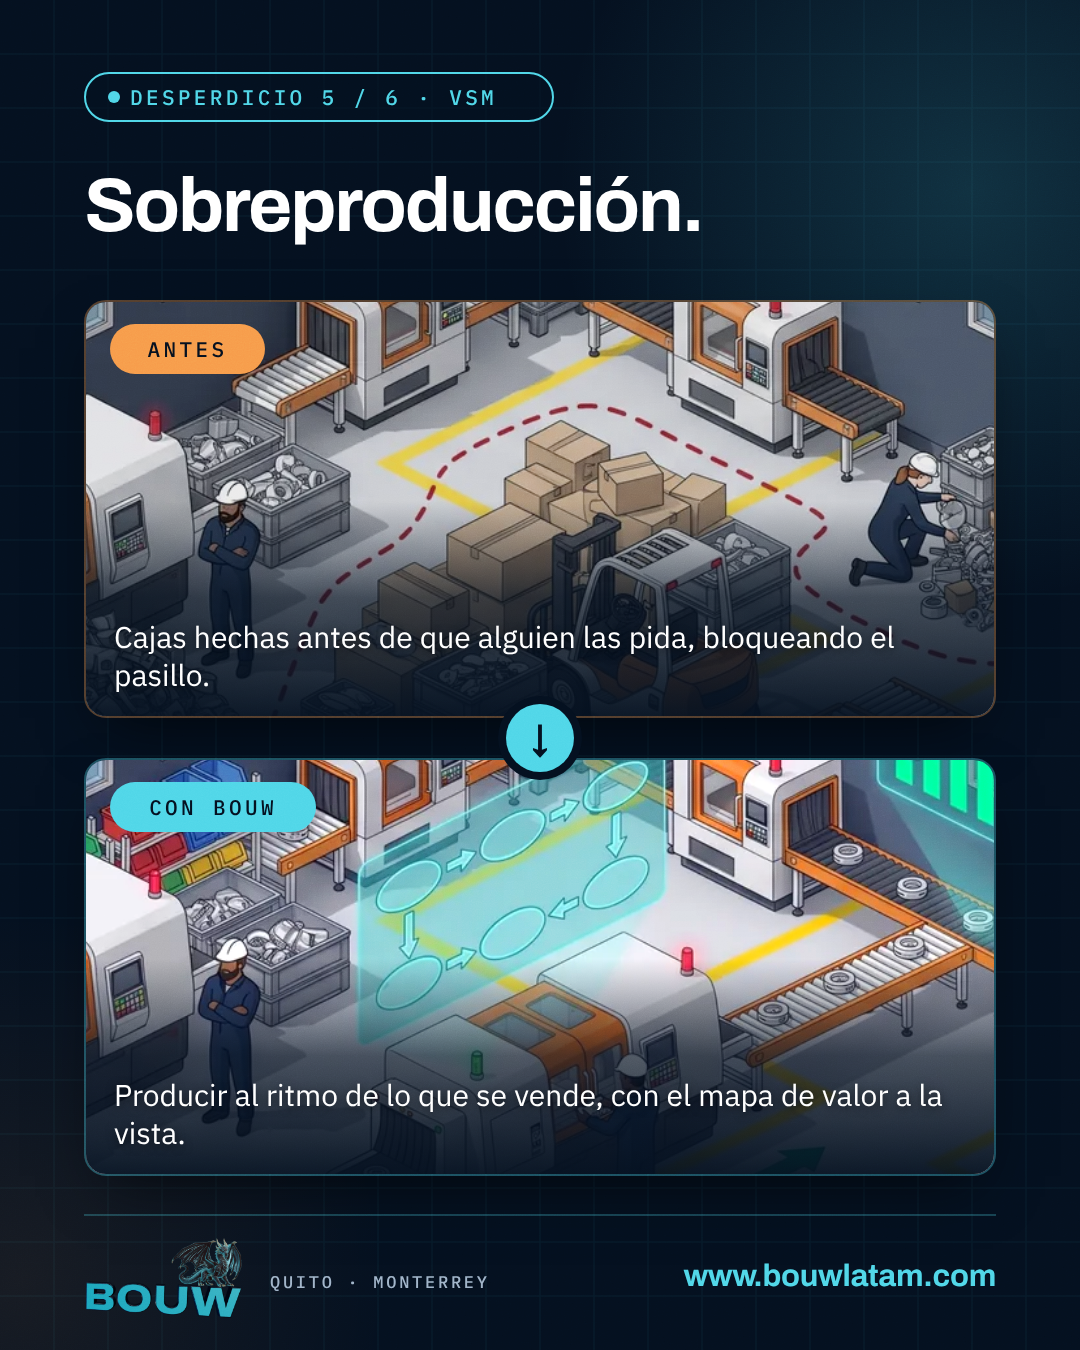 DESPERDICIO 5 / 6 · VSM
Sobreproducción.
ANTES
Cajas hechas antes de que alguien las pida, bloqueando el
pasillo.
↓
CON BOUW
Producir al ritmo de lo que se vende, con el mapa de valor a la
vista.
BOUW
QUITO · MONTERREY
www.bouwlatam.com